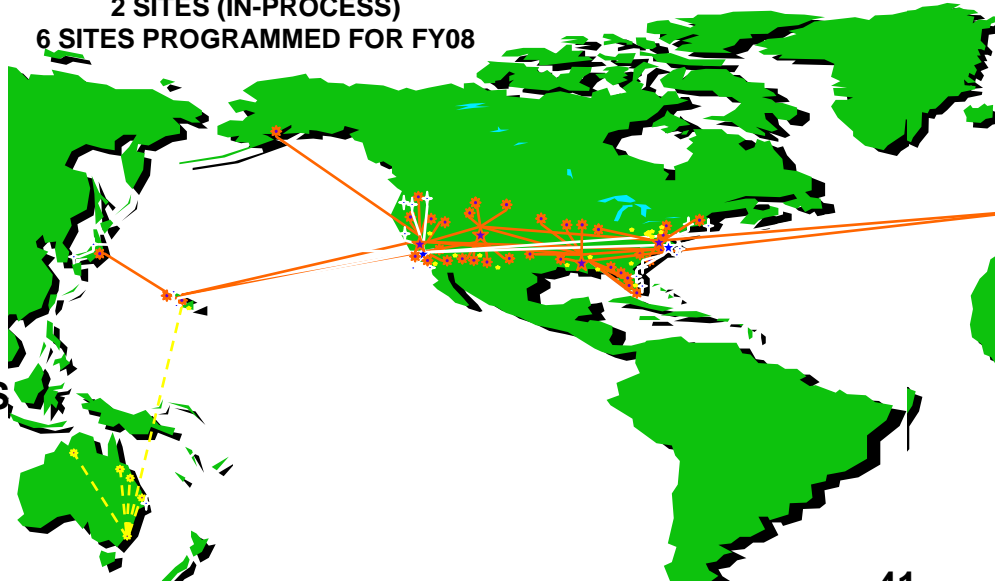 2 SITES (IN-PROCESS)
6 SITES PROGRAMMED FOR FY08
S
41